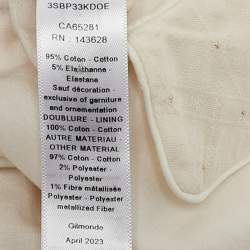 3SBP33KDOE
CA65281
RN : 143628
95% Coton - Cotton
5% Elasthanne -
Elastane
Sauf décoration -
exclusive of garniture
and ornementation
DOUBLURE - LINING
100% Coton - Cotton
AUTRE MATERIAU -
OTHER MATERIAL
97% Coton - Cotton
2% Polyester -
Polyester
1% Fibre métallisée
Polyester - Polyester
metallized Fiber
Gilmonde
April 2023